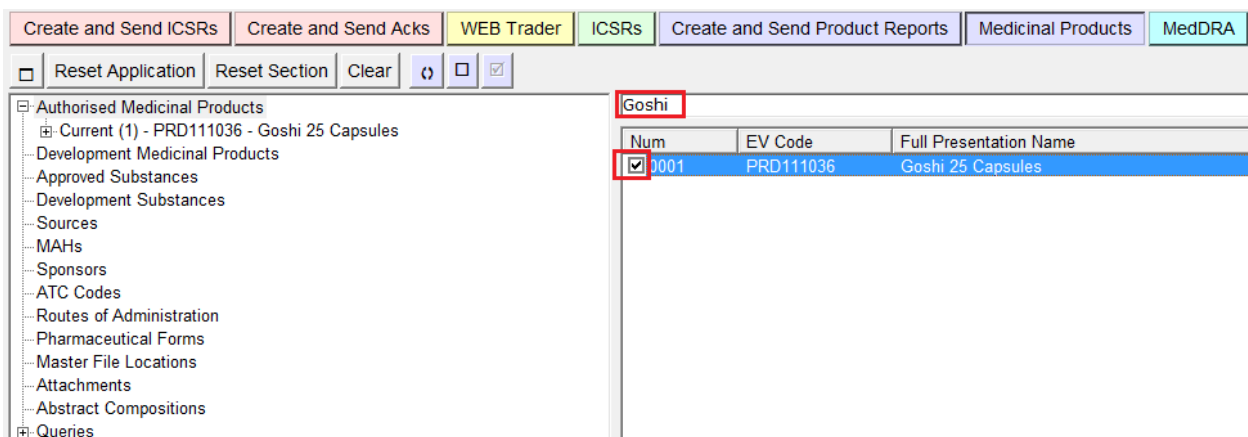 Create and Send ICSRs Create and Send Acks WEB Trader ICSRs Create and Send Product Reports Medicinal Products MedDRA
Reset Application Reset Section Clear
Authorised Medicinal Products
Current (1) - PRD111036 - Goshi 25 Capsules
Development Medicinal Products
Approved Substances
Development Substances
Sources
MAHs
Sponsors
ATC Codes
Routes of Administration
Pharmaceutical Forms
Master File Locations
Attachments
Abstract Compositions
Queries
Goshi
Num EV Code Full Presentation Name
0001 PRD111036 Goshi 25 Capsules